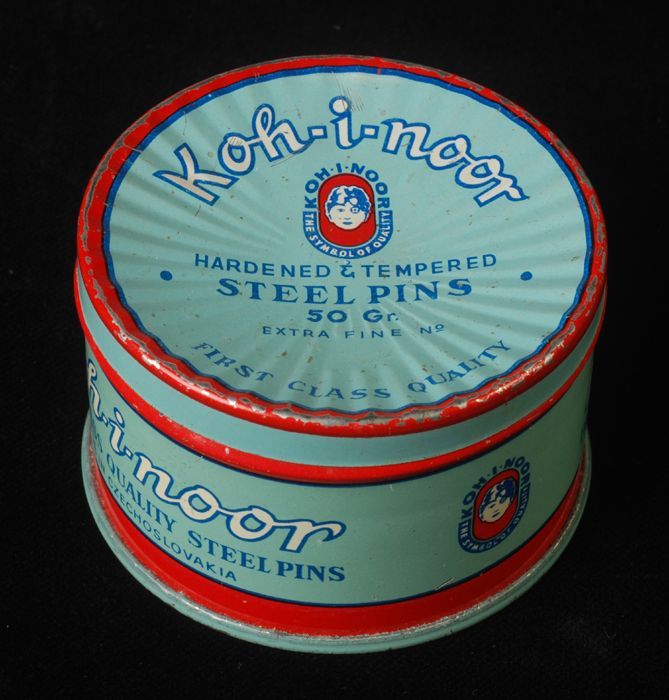 Koh-i-noor
KOH·I·NOOR
THE SYMBOL OF QUALITY
HARDENED & TEMPERED
STEEL PINS
50 Gr.
EXTRA FINE Nº
FIRST CLASS QUALITY
h-i-noor
QUALITY STEEL PINS
CZECHOSLOVAKIA
KOH·I·NOOR
THE SYMBOL OF QUALITY